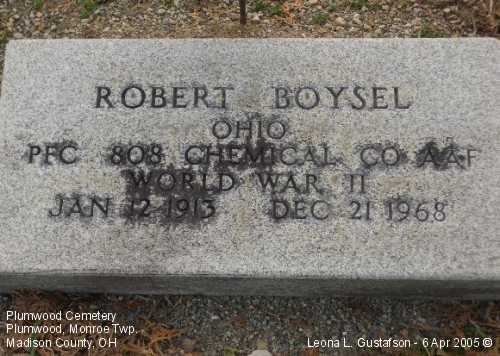 ROBERT BOYSEL
OHIO
PFC 808 CHEMICAL CO AAF
WORLD WAR II
JAN 12 1913 DEC 21 1968
Plumwood Cemetery
Plumwood, Monroe Twp.
Madison County, OH
Leona L. Gustafson - 6 Apr 2005 ©